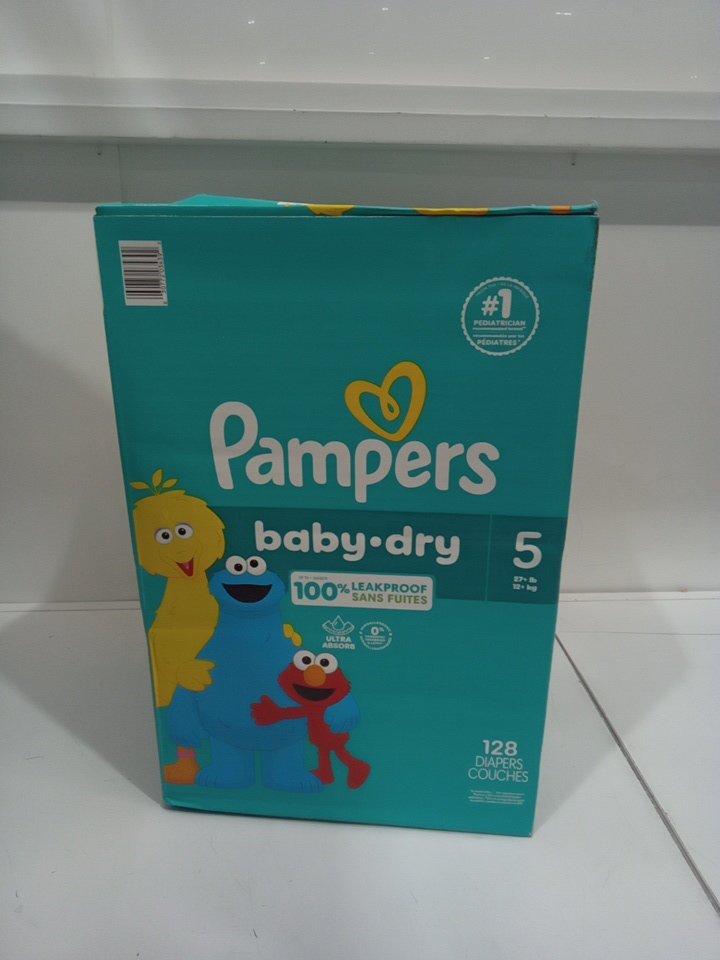 #1
PEDIATRICIAN
PÉDIATRES*
Pampers
baby•dry
5
27+ lb
12+ kg
100% LEAKPROOF
SANS FUITES
ULTRA
ABSORB
0%
128
DIAPERS
COUCHES